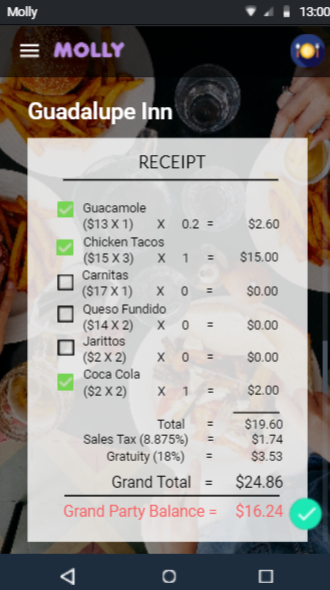 Molly 13:00
MOLLY
Guadalupe Inn
RECEIPT
Guacamole
($13 X 1) X 0.2 = $2.60
Chicken Tacos
($15 X 3) X 1 = $15.00
Carnitas
($17 X 1) X 0 = $0.00
Queso Fundido
($14 X 2) X 0 = $0.00
Jarittos
($2 X 2) X 0 = $0.00
Coca Cola
($2 X 2) X 1 = $2.00
Total = $19.60
Sales Tax (8.875%) = $1.74
Gratuity (18%) = $3.53
Grand Total = $24.86
Grand Party Balance = $16.24